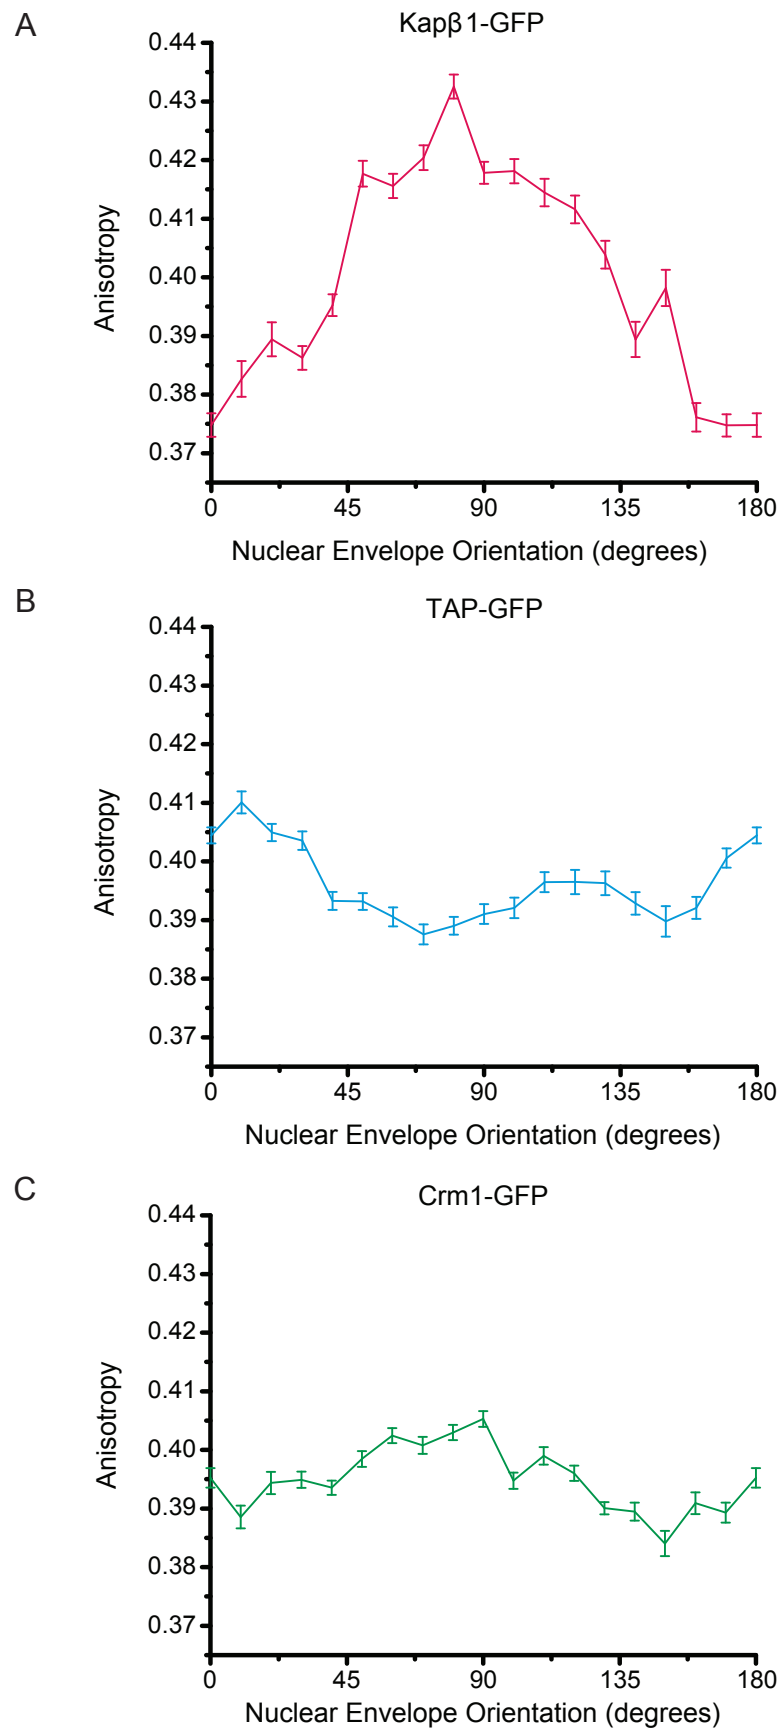 A
Kapβ1-GFP
0.44
0.43
0.42
0.41
0.40
0.39
0.38
0.37
Anisotropy
0 45 90 135 180
Nuclear Envelope Orientation (degrees)
B
TAP-GFP
0.44
0.43
0.42
0.41
0.40
0.39
0.38
0.37
Anisotropy
0 45 90 135 180
Nuclear Envelope Orientation (degrees)
C
Crm1-GFP
0.44
0.43
0.42
0.41
0.40
0.39
0.38
0.37
Anisotropy
0 45 90 135 180
Nuclear Envelope Orientation (degrees)